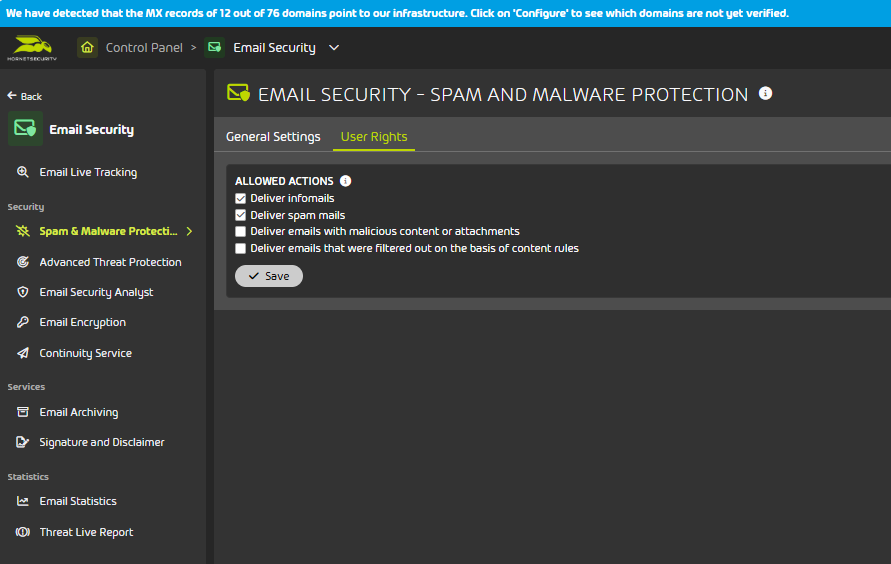 We have detected that the MX records of 12 out of 76 domains point to our infrastructure. Click on 'Configure' to see which domains are not yet verified.
HORNETSECURITY
Control Panel > Email Security
Back
Email Security
Email Live Tracking
Security
Spam & Malware Protecti...
Advanced Threat Protection
Email Security Analyst
Email Encryption
Continuity Service
Services
Email Archiving
Signature and Disclaimer
Statistics
Email Statistics
Threat Live Report
EMAIL SECURITY - SPAM AND MALWARE PROTECTION
General Settings User Rights
ALLOWED ACTIONS
Deliver infomails
Deliver spam mails
Deliver emails with malicious content or attachments
Deliver emails that were filtered out on the basis of content rules
Save